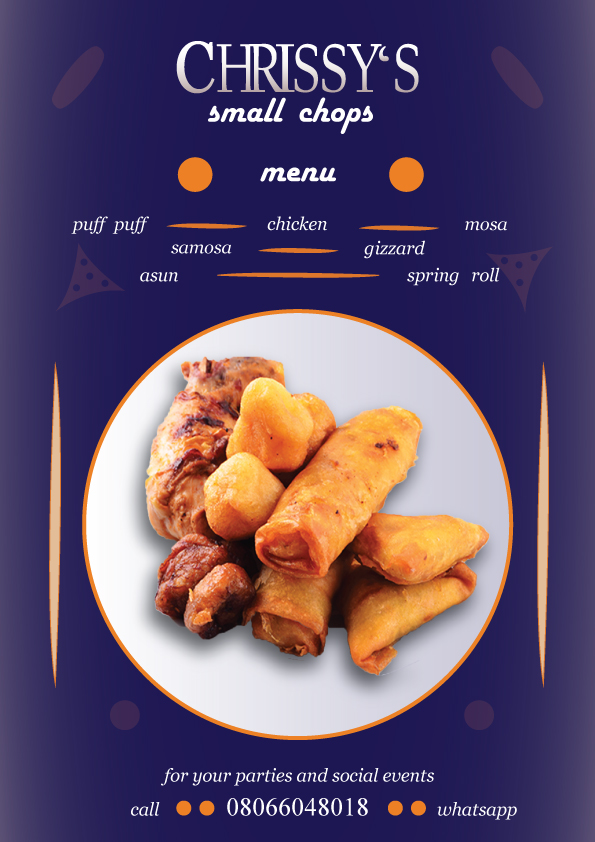 CHRISSY‘S
small chops
menu
puff puff chicken mosa
samosa gizzard
asun spring roll
for your parties and social events
call 08066048018 whatsapp